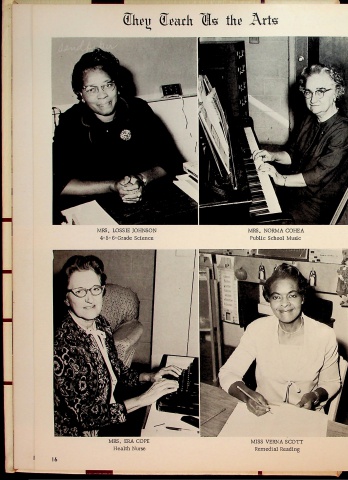 They Teach Us the Arts
MRS. LOSSIE JOHNSON
4-5-6-Grade Science
MRS. NORMA COHEA
Public School Music
MRS. ERA COPE
Health Nurse
MISS VERNA SCOTT
Remedial Reading
16